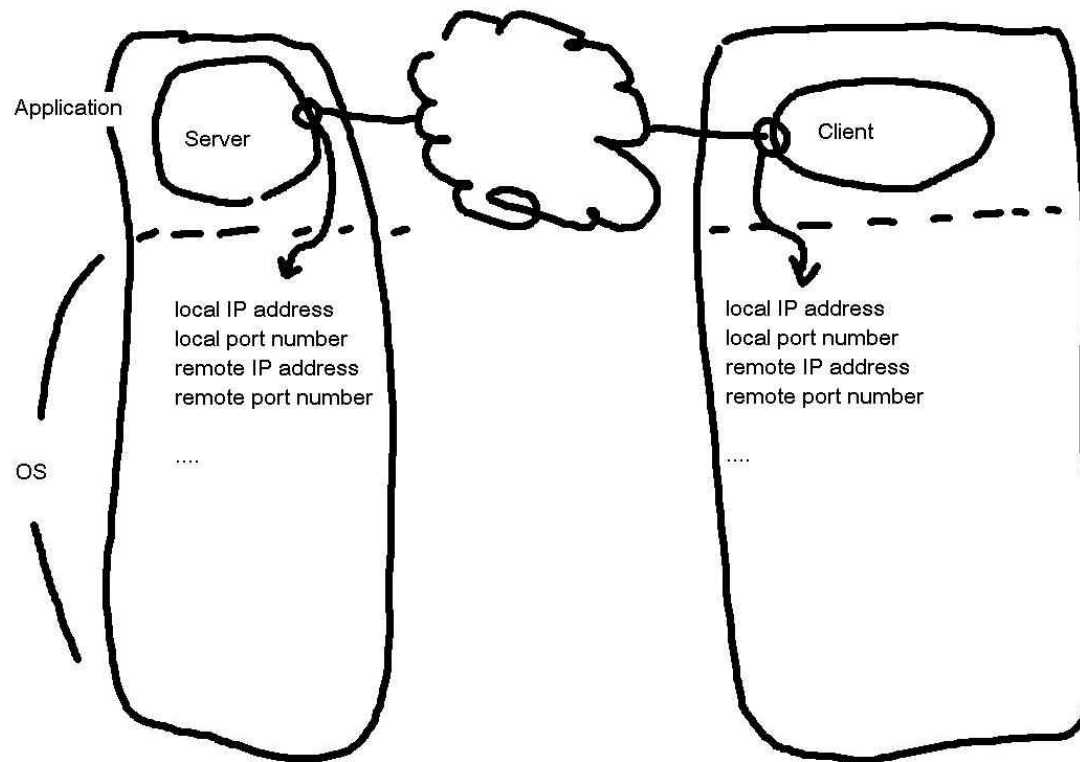 Application
Server
Client
local IP address
local port number
remote IP address
remote port number
....
local IP address
local port number
remote IP address
remote port number
....
OS